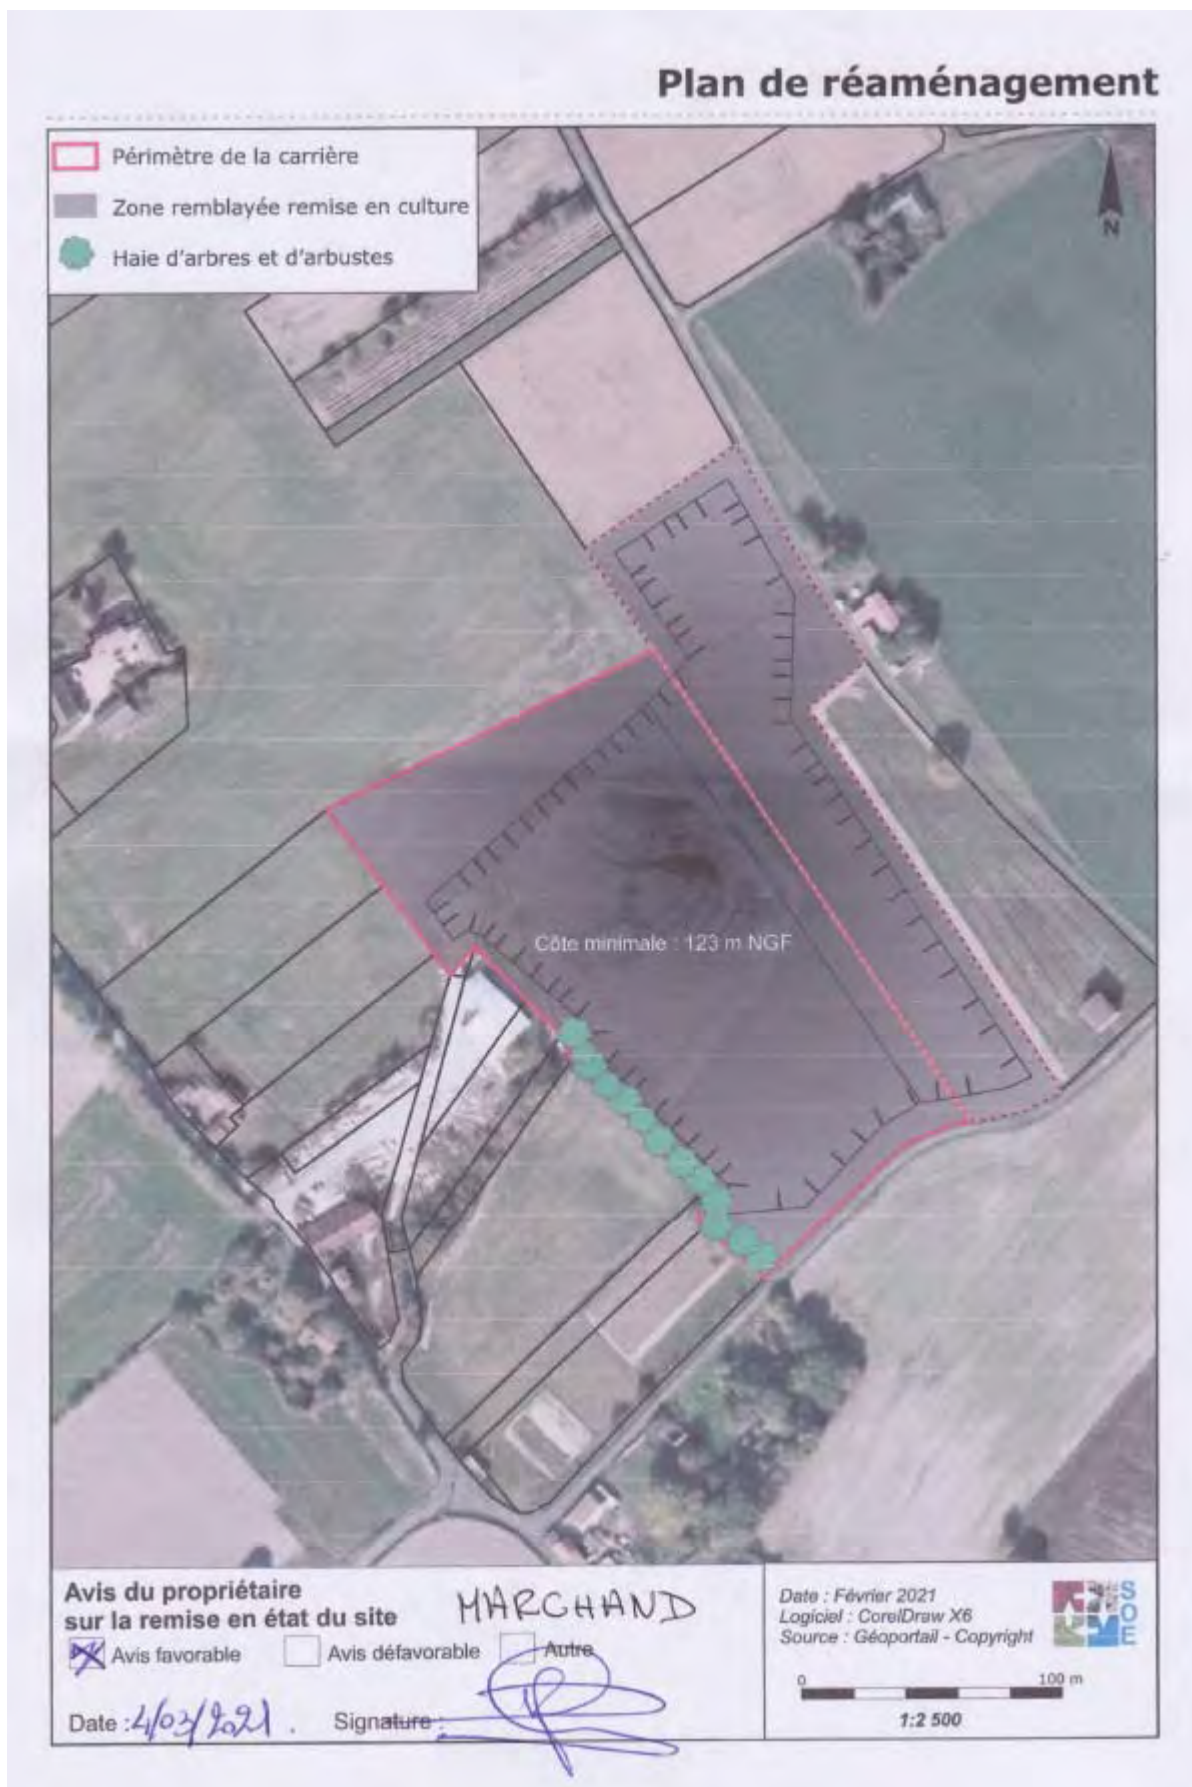 Plan de réaménagement
Périmètre de la carrière
Zone remblayée remise en culture
Haie d'arbres et d'arbustes
N
Côte minimale : 123 m NGF
Avis du propriétaire
sur la remise en état du site
MARCHAND
Avis favorable
Avis défavorable
Autre
Date : 4/03/2021.
Signature :
Date : Février 2021
Logiciel : CorelDraw X6
Source : Géoportail - Copyright
SOE
0 100 m
1:2 500